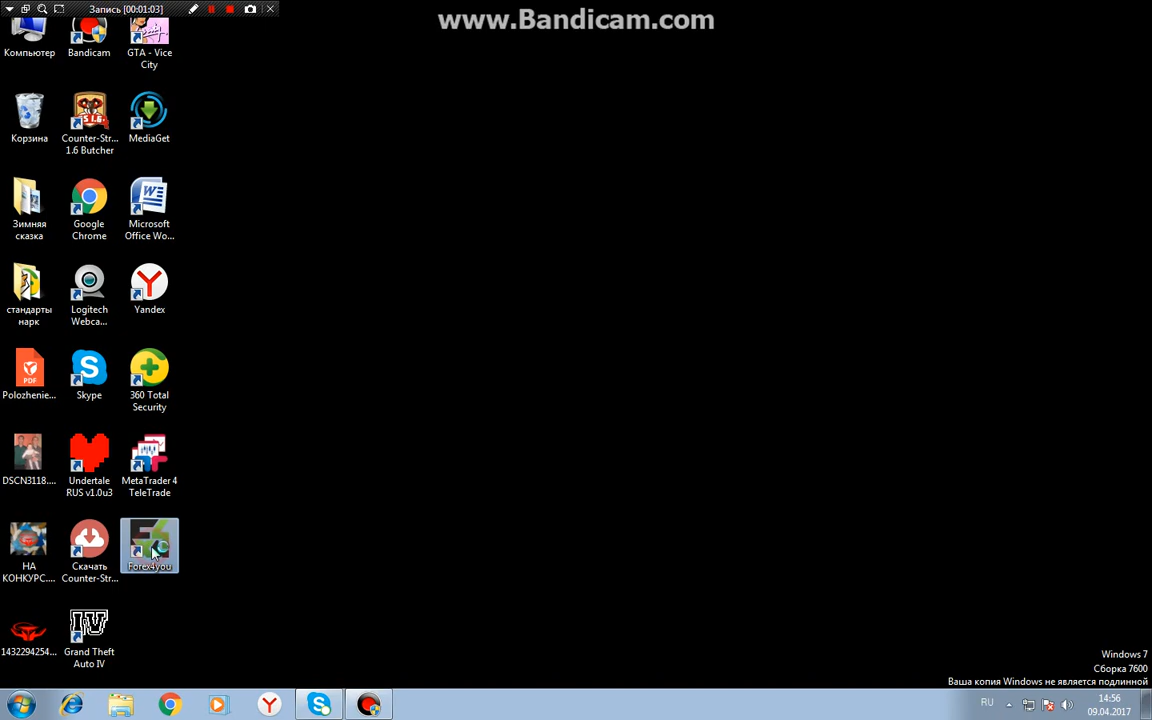 Запись [00:01:03]
www.Bandicam.com
Компьютер
Bandicam
GTA - Vice
City
Корзина
Counter-Str...
1.6 Butcher
MediaGet
Зимняя
сказка
Google
Chrome
Microsoft
Office Wo...
стандарты
нарк
Logitech
Webca...
Yandex
PDF
Polozhenie...
Skype
360 Total
Security
DSCN3118....
Undertale
RUS v1.0u3
MetaTrader 4
TeleTrade
НА
КОНКУРС....
Скачать
Counter-Str...
Forex4you
1432294254...
IV
Grand Theft
Auto IV
Windows 7
Сборка 7600
Ваша копия Windows не является подлинной
RU
14:56
09.04.2017